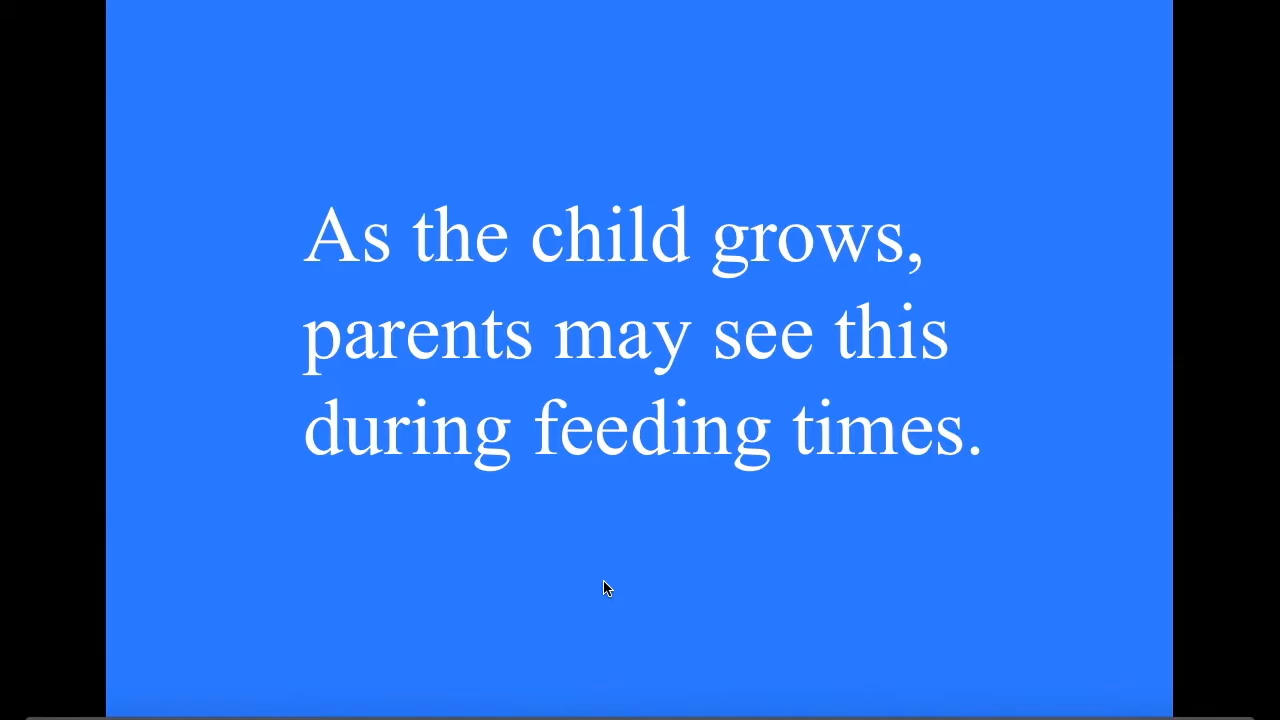 As the child grows,
parents may see this
during feeding times.